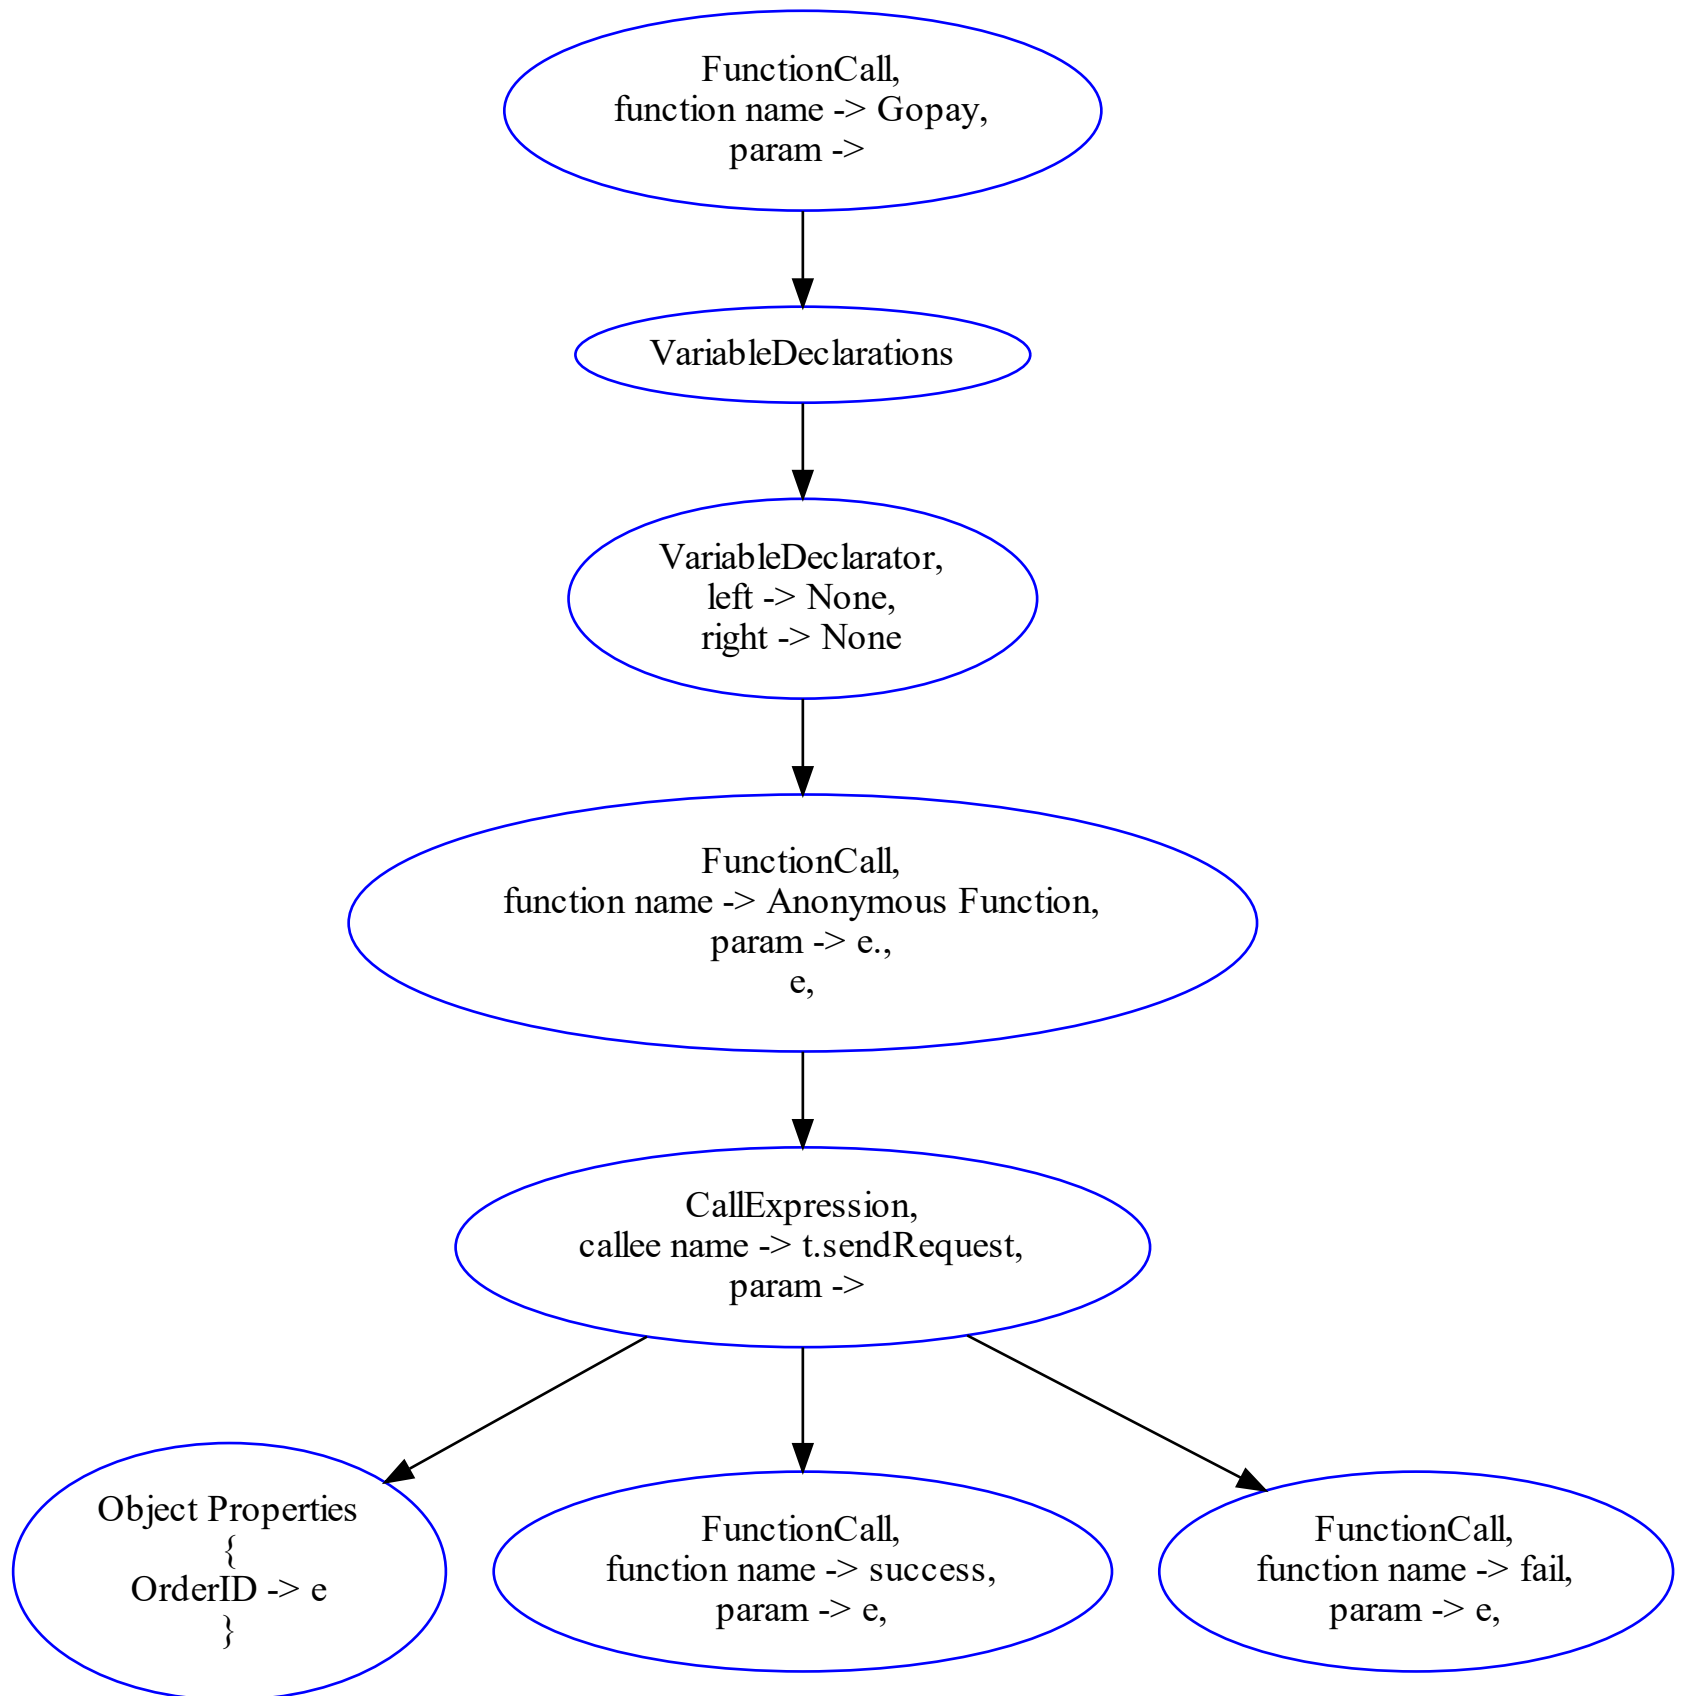 FunctionCall,
function name -> Gopay,
param ->
VariableDeclarations
VariableDeclarator,
left -> None,
right -> None
FunctionCall,
function name -> Anonymous Function,
param -> e.,
e,
CallExpression,
callee name -> t.sendRequest,
param ->
Object Properties
{
OrderID -> e
}
FunctionCall,
function name -> success,
param -> e,
FunctionCall,
function name -> fail,
param -> e,